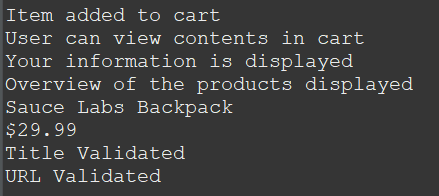 Item added to cart
User can view contents in cart
Your information is displayed
Overview of the products displayed
Sauce Labs Backpack
$29.99
Title Validated
URL Validated